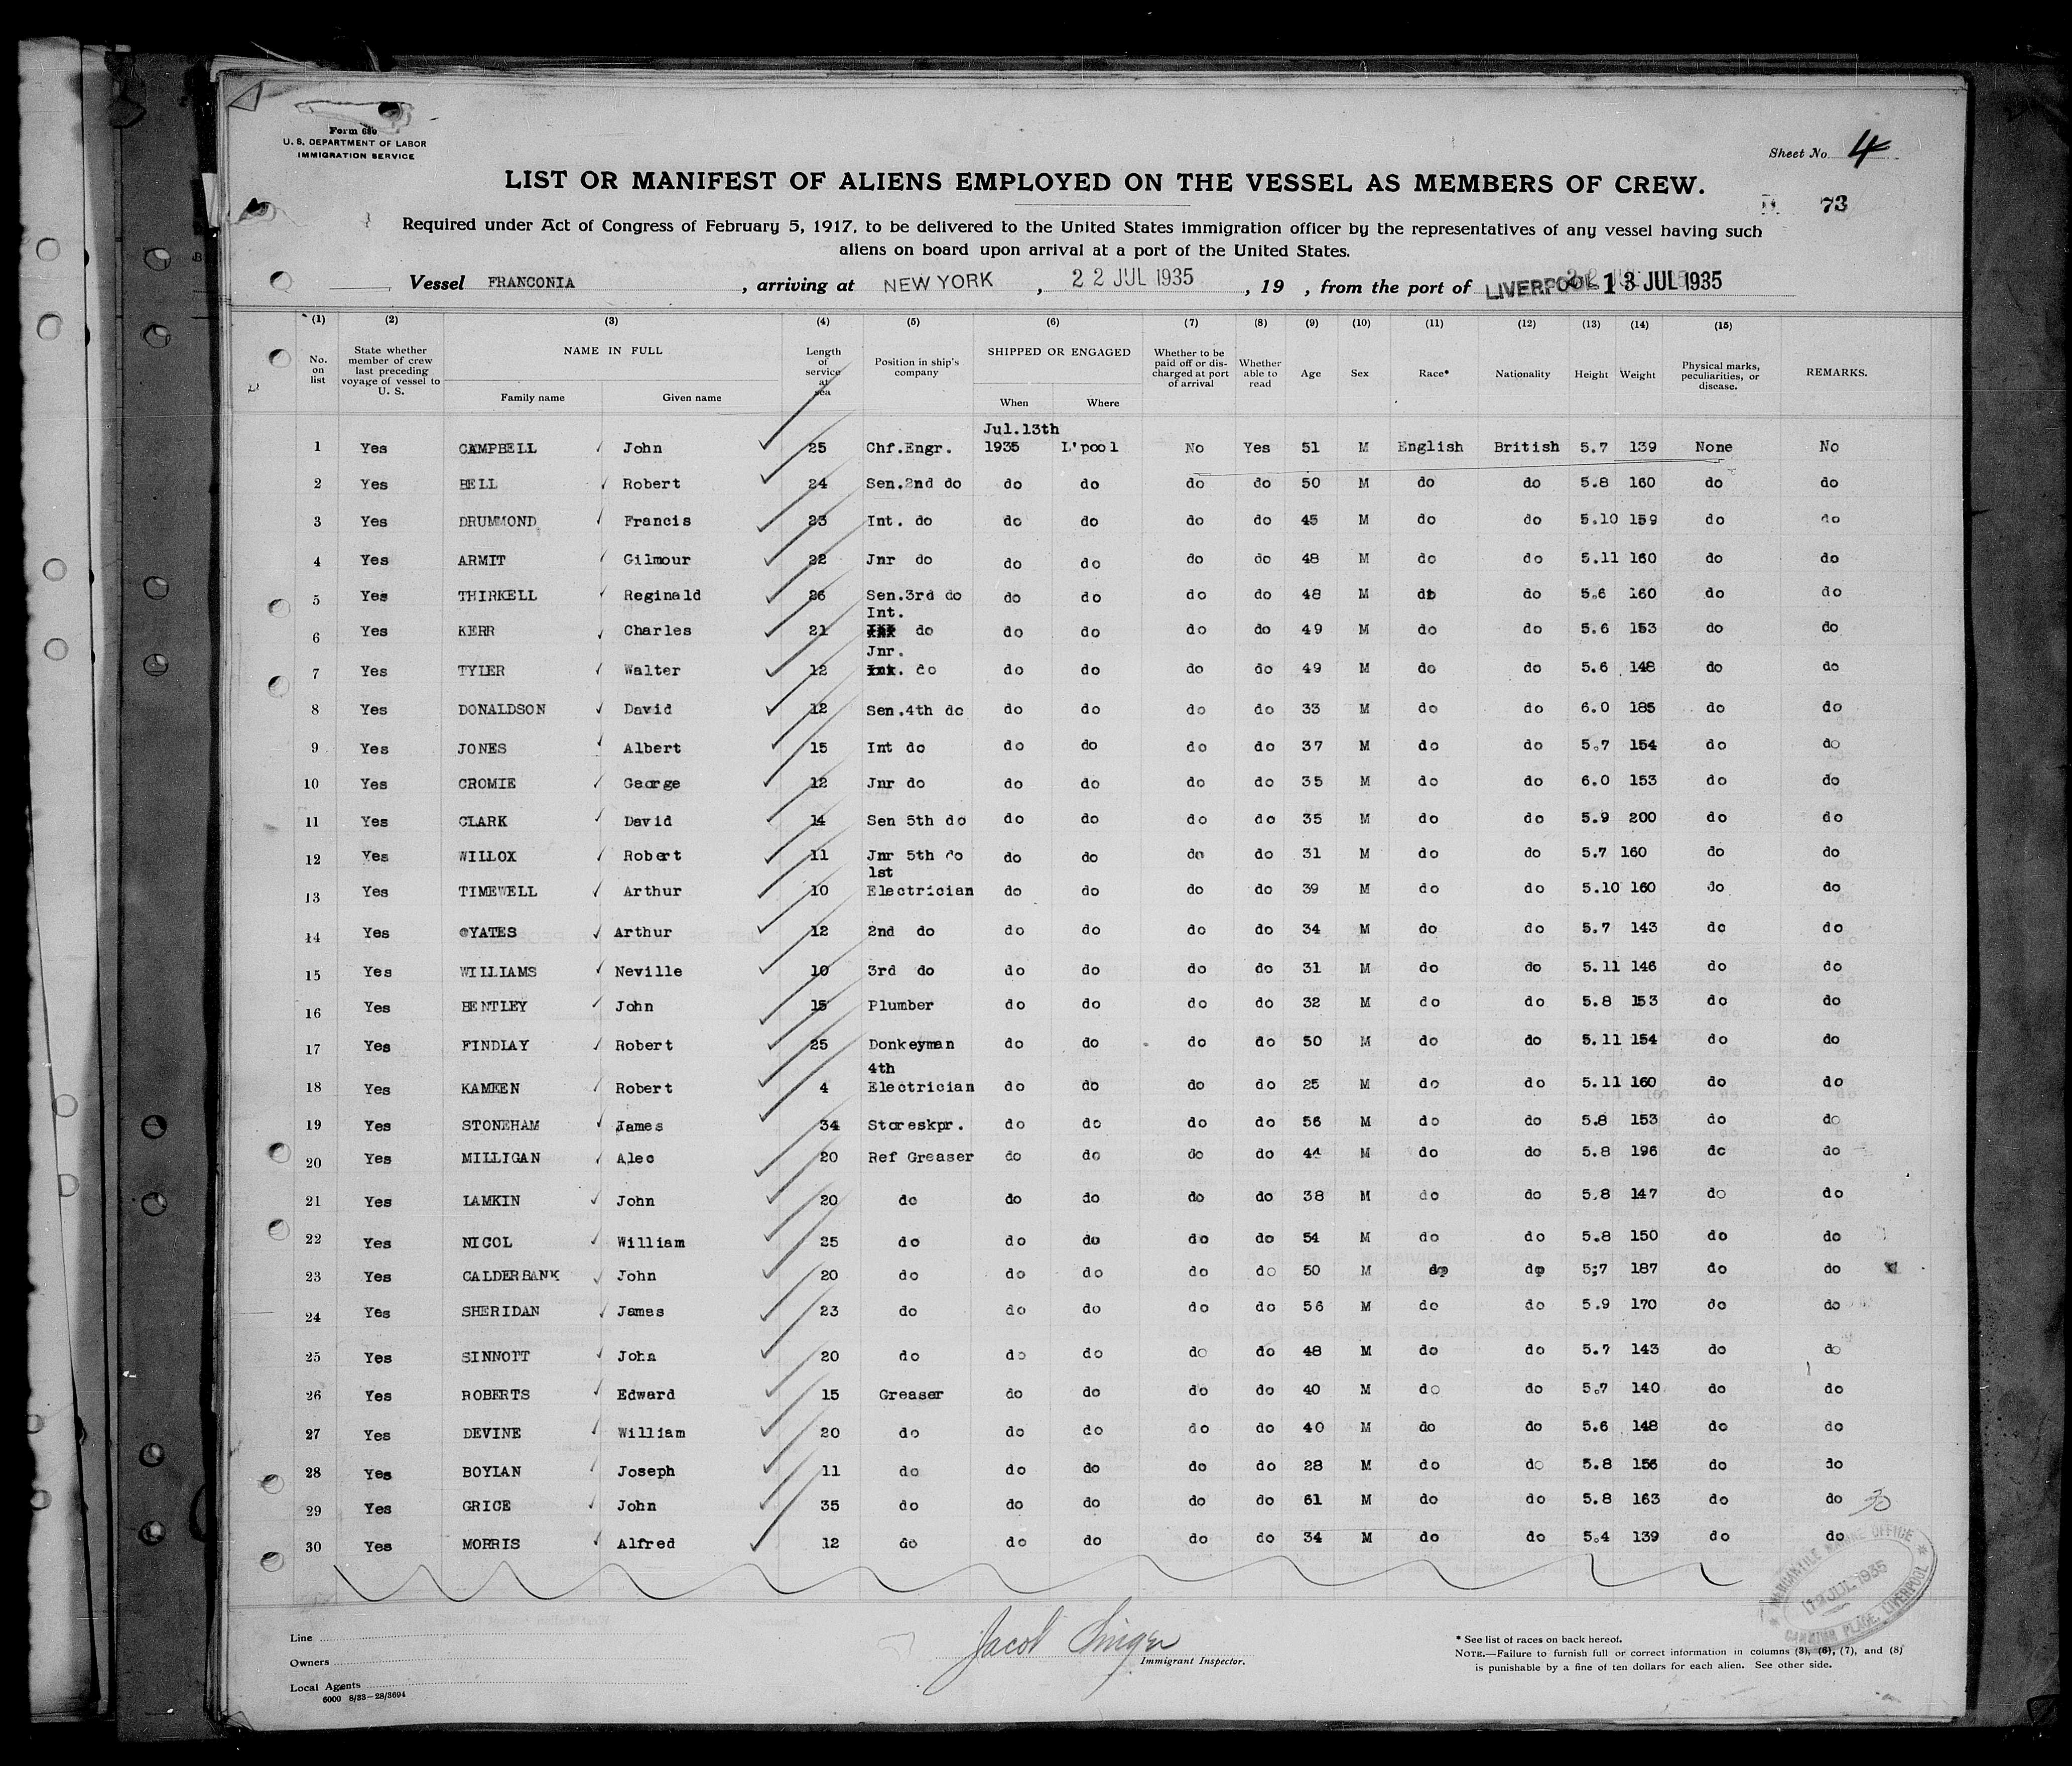 Form 680
U. S. DEPARTMENT OF LABOR
IMMIGRATION SERVICE
Sheet No. 4
LIST OR MANIFEST OF ALIENS EMPLOYED ON THE VESSEL AS MEMBERS OF CREW.
73
Required under Act of Congress of February 5, 1917, to be delivered to the United States immigration officer by the representatives of any vessel having such
aliens on board upon arrival at a port of the United States.
Vessel FRANCONIA, arriving at NEW YORK, 22 JUL 1935, 19 , from the port of LIVERPOOL 13 JUL 1935
(1) (2) (3) (4) (5) (6) (7) (8) (9) (10) (11) (12) (13) (14) (15)
No. on list
State whether member of crew last preceding voyage of vessel to U. S.
NAME IN FULL
Family name Given name
Length of service at sea
Position in ship's company
SHIPPED OR ENGAGED
When Where
Whether to be paid off or discharged at port of arrival
Whether able to read
Age Sex Race* Nationality Height Weight
Physical marks, peculiarities, or disease.
REMARKS.
Jul.13th
1 Yes CAMPBELL John 25 Chf.Engr. 1935 L'pool No Yes 51 M English British 5.7 139 None No
2 Yes BELL Robert 24 Sen.2nd do do do do do 50 M do do 5.8 160 do do
3 Yes DRUMMOND Francis 23 Int. do do do do do 45 M do do 5.10 159 do do
4 Yes ARMIT Gilmour 22 Jnr do do do do do 48 M do do 5.11 160 do do
5 Yes THIRKELL Reginald 26 Sen.3rd do do do do do 48 M do do 5.6 160 do do
Int.
6 Yes KERR Charles 21 do do do do do 49 M do do 5.6 153 do do
Jnr.
7 Yes TYLER Walter 12 Int. do do do do do 49 M do do 5.6 148 do do
8 Yes DONALDSON David 12 Sen.4th do do do do do 33 M do do 6.0 185 do do
9 Yes JONES Albert 15 Int do do do do do 37 M do do 5.7 154 do do
10 Yes CROMIE George 12 Jnr do do do do do 35 M do do 6.0 153 do do
11 Yes CLARK David 14 Sen 5th do do do do do 35 M do do 5.9 200 do do
12 Yes WILLOX Robert 11 Jnr 5th do do do do do 31 M do do 5.7 160 do do
1st
13 Yes TIMEWELL Arthur 10 Electrician do do do do 39 M do do 5.10 160 do do
14 Yes YATES Arthur 12 2nd do do do do do 34 M do do 5.7 143 do do
15 Yes WILLIAMS Neville 10 3rd do do do do do 31 M do do 5.11 146 do do
16 Yes BENTLEY John 15 Plumber do do do do 32 M do do 5.8 153 do do
17 Yes FINDLAY Robert 25 Donkeyman do do do do 50 M do do 5.11 154 do do
4th
18 Yes KAMEEN Robert 4 Electrician do do do do 25 M do do 5.11 160 do do
19 Yes STONEHAM James 34 Storeskpr. do do do do 56 M do do 5.8 153 do do
20 Yes MILLIGAN Alec 20 Ref Greaser do do do do 44 M do do 5.8 196 do do
21 Yes LAMKIN John 20 do do do do do 38 M do do 5.8 147 do do
22 Yes NICOL William 25 do do do do do 54 M do do 5.8 150 do do
23 Yes CALDERBANK John 20 do do do do do 50 M do do 5;7 187 do do
24 Yes SHERIDAN James 23 do do do do do 56 M do do 5.9 170 do do
25 Yes SINNOTT John 20 do do do do do 48 M do do 5.7 143 do do
26 Yes ROBERTS Edward 15 Greaser do do do do 40 M do do 5.7 140 do do
27 Yes DEVINE William 20 do do do do do 40 M do do 5.6 148 do do
28 Yes BOYLAN Joseph 11 do do do do do 28 M do do 5.8 156 do do
29 Yes GRICE John 35 do do do do do 61 M do do 5.8 163 do do
30
30 Yes MORRIS Alfred 12 do do do do do 34 M do do 5.4 139 do do
MERCANTILE MARINE OFFICE
12 JUL 1935
CANNING PLACE, LIVERPOOL
Line
Owners
Local Agents
6000 8/33—28/3694
Jacob Singer
Immigrant Inspector.
* See list of races on back hereof.
NOTE.—Failure to furnish full or correct information in columns (3), (6), (7), and (8)
is punishable by a fine of ten dollars for each alien. See other side.